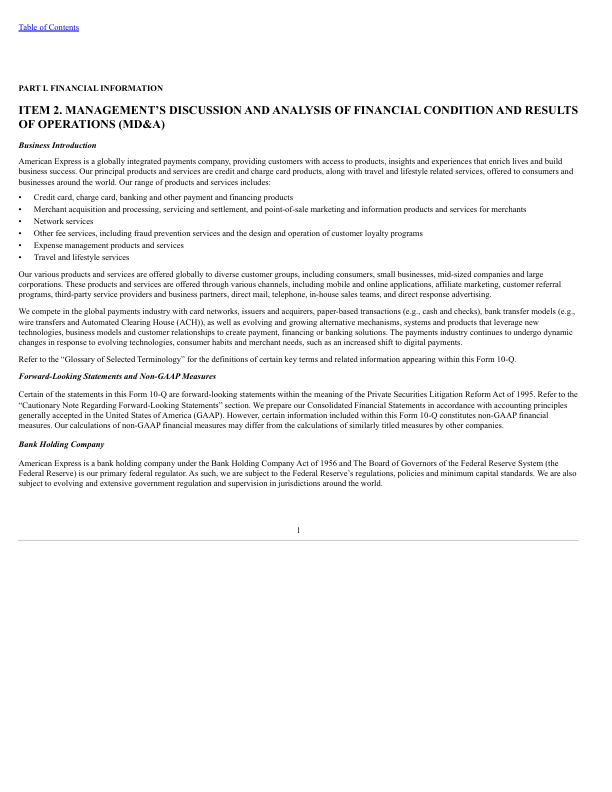 Table of Contents
PART I. FINANCIAL INFORMATION
ITEM 2. MANAGEMENT’S DISCUSSION AND ANALYSIS OF FINANCIAL CONDITION AND RESULTS
OF OPERATIONS (MD&A)
Business Introduction
American Express is a globally integrated payments company, providing customers with access to products, insights and experiences that enrich lives and build
business success. Our principal products and services are credit and charge card products, along with travel and lifestyle related services, offered to consumers and
businesses around the world. Our range of products and services includes:
• Credit card, charge card, banking and other payment and financing products
• Merchant acquisition and processing, servicing and settlement, and point-of-sale marketing and information products and services for merchants
• Network services
• Other fee services, including fraud prevention services and the design and operation of customer loyalty programs
• Expense management products and services
• Travel and lifestyle services
Our various products and services are offered globally to diverse customer groups, including consumers, small businesses, mid-sized companies and large
corporations. These products and services are offered through various channels, including mobile and online applications, affiliate marketing, customer referral
programs, third-party service providers and business partners, direct mail, telephone, in-house sales teams, and direct response advertising.
We compete in the global payments industry with card networks, issuers and acquirers, paper-based transactions (e.g., cash and checks), bank transfer models (e.g.,
wire transfers and Automated Clearing House (ACH)), as well as evolving and growing alternative mechanisms, systems and products that leverage new
technologies, business models and customer relationships to create payment, financing or banking solutions. The payments industry continues to undergo dynamic
changes in response to evolving technologies, consumer habits and merchant needs, such as an increased shift to digital payments.
Refer to the “Glossary of Selected Terminology” for the definitions of certain key terms and related information appearing within this Form 10-Q.
Forward-Looking Statements and Non-GAAP Measures
Certain of the statements in this Form 10-Q are forward-looking statements within the meaning of the Private Securities Litigation Reform Act of 1995. Refer to the
“Cautionary Note Regarding Forward-Looking Statements” section. We prepare our Consolidated Financial Statements in accordance with accounting principles
generally accepted in the United States of America (GAAP). However, certain information included within this Form 10-Q constitutes non-GAAP financial
measures. Our calculations of non-GAAP financial measures may differ from the calculations of similarly titled measures by other companies.
Bank Holding Company
American Express is a bank holding company under the Bank Holding Company Act of 1956 and The Board of Governors of the Federal Reserve System (the
Federal Reserve) is our primary federal regulator. As such, we are subject to the Federal Reserve’s regulations, policies and minimum capital standards. We are also
subject to evolving and extensive government regulation and supervision in jurisdictions around the world.
1